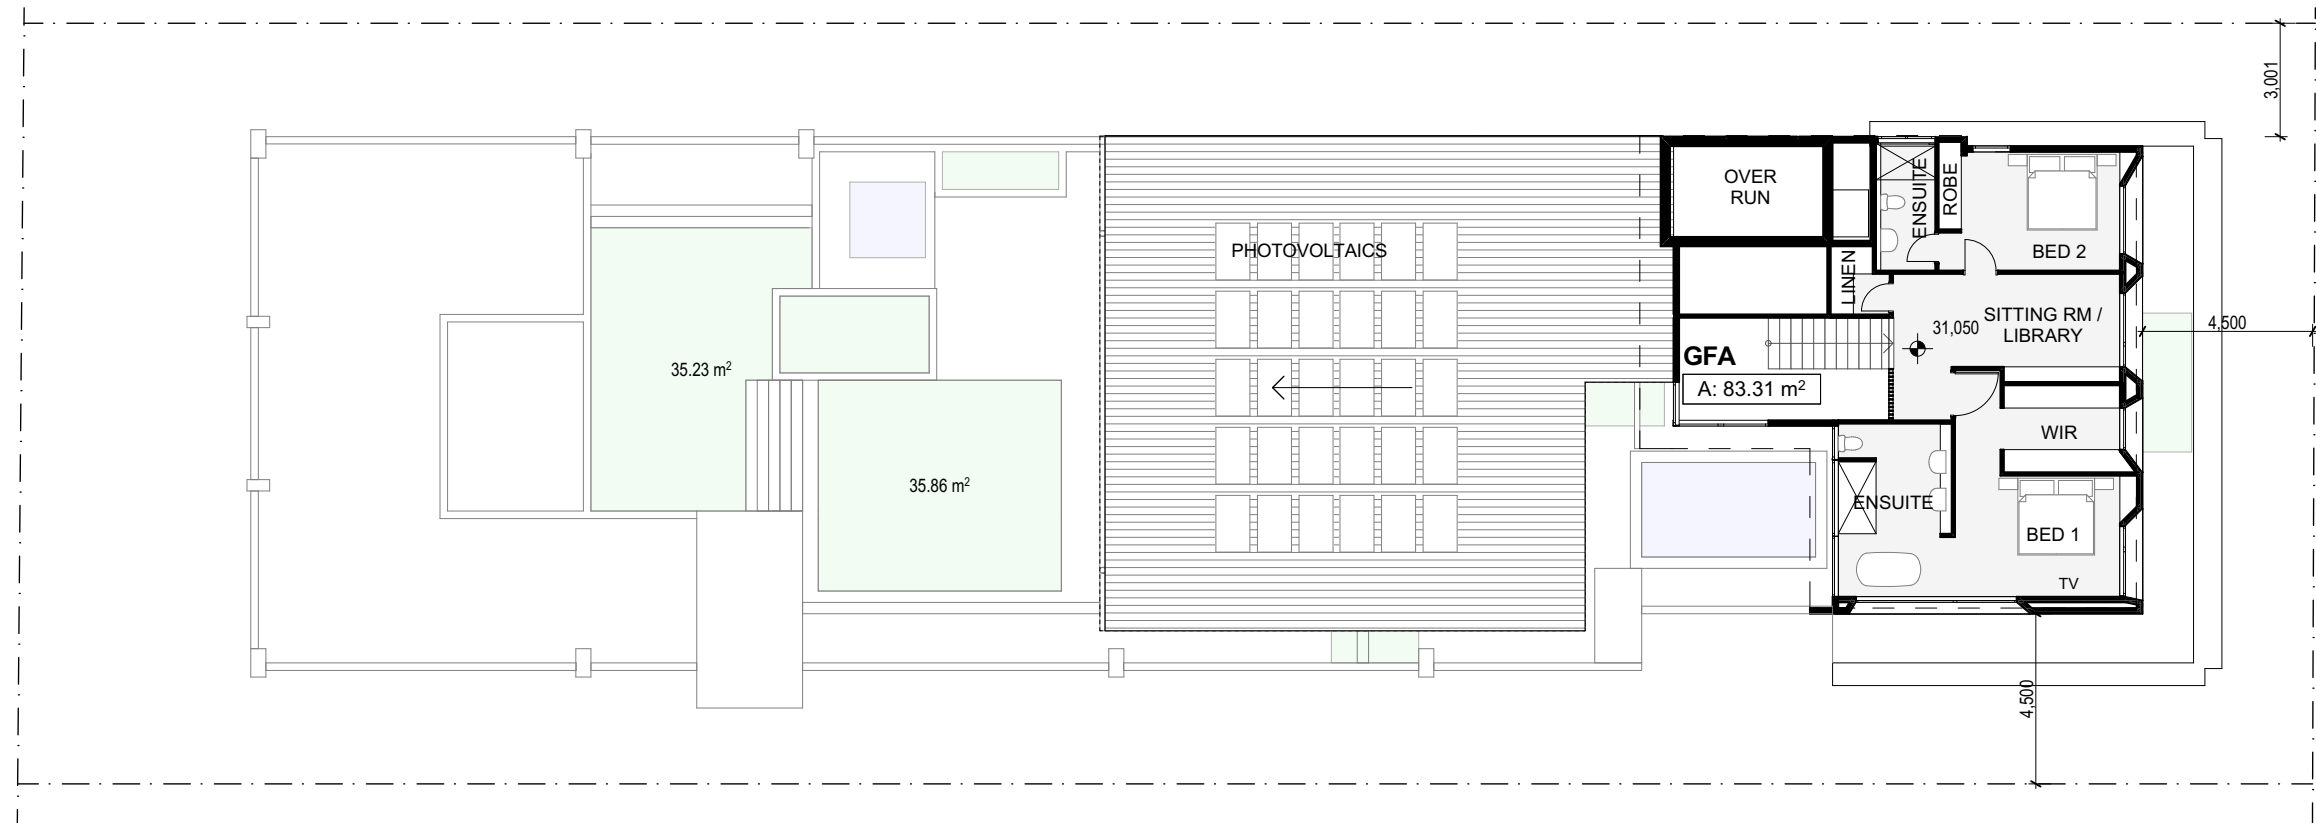 3,001
OVER
RUN
ENSUITE
ROBE
PHOTOVOLTAICS
BED 2
LINEN
SITTING RM /
LIBRARY
31,050
4,500
GFA
A: 83.31 m²
35.23 m²
WIR
35.86 m²
ENSUITE
BED 1
TV
4,500